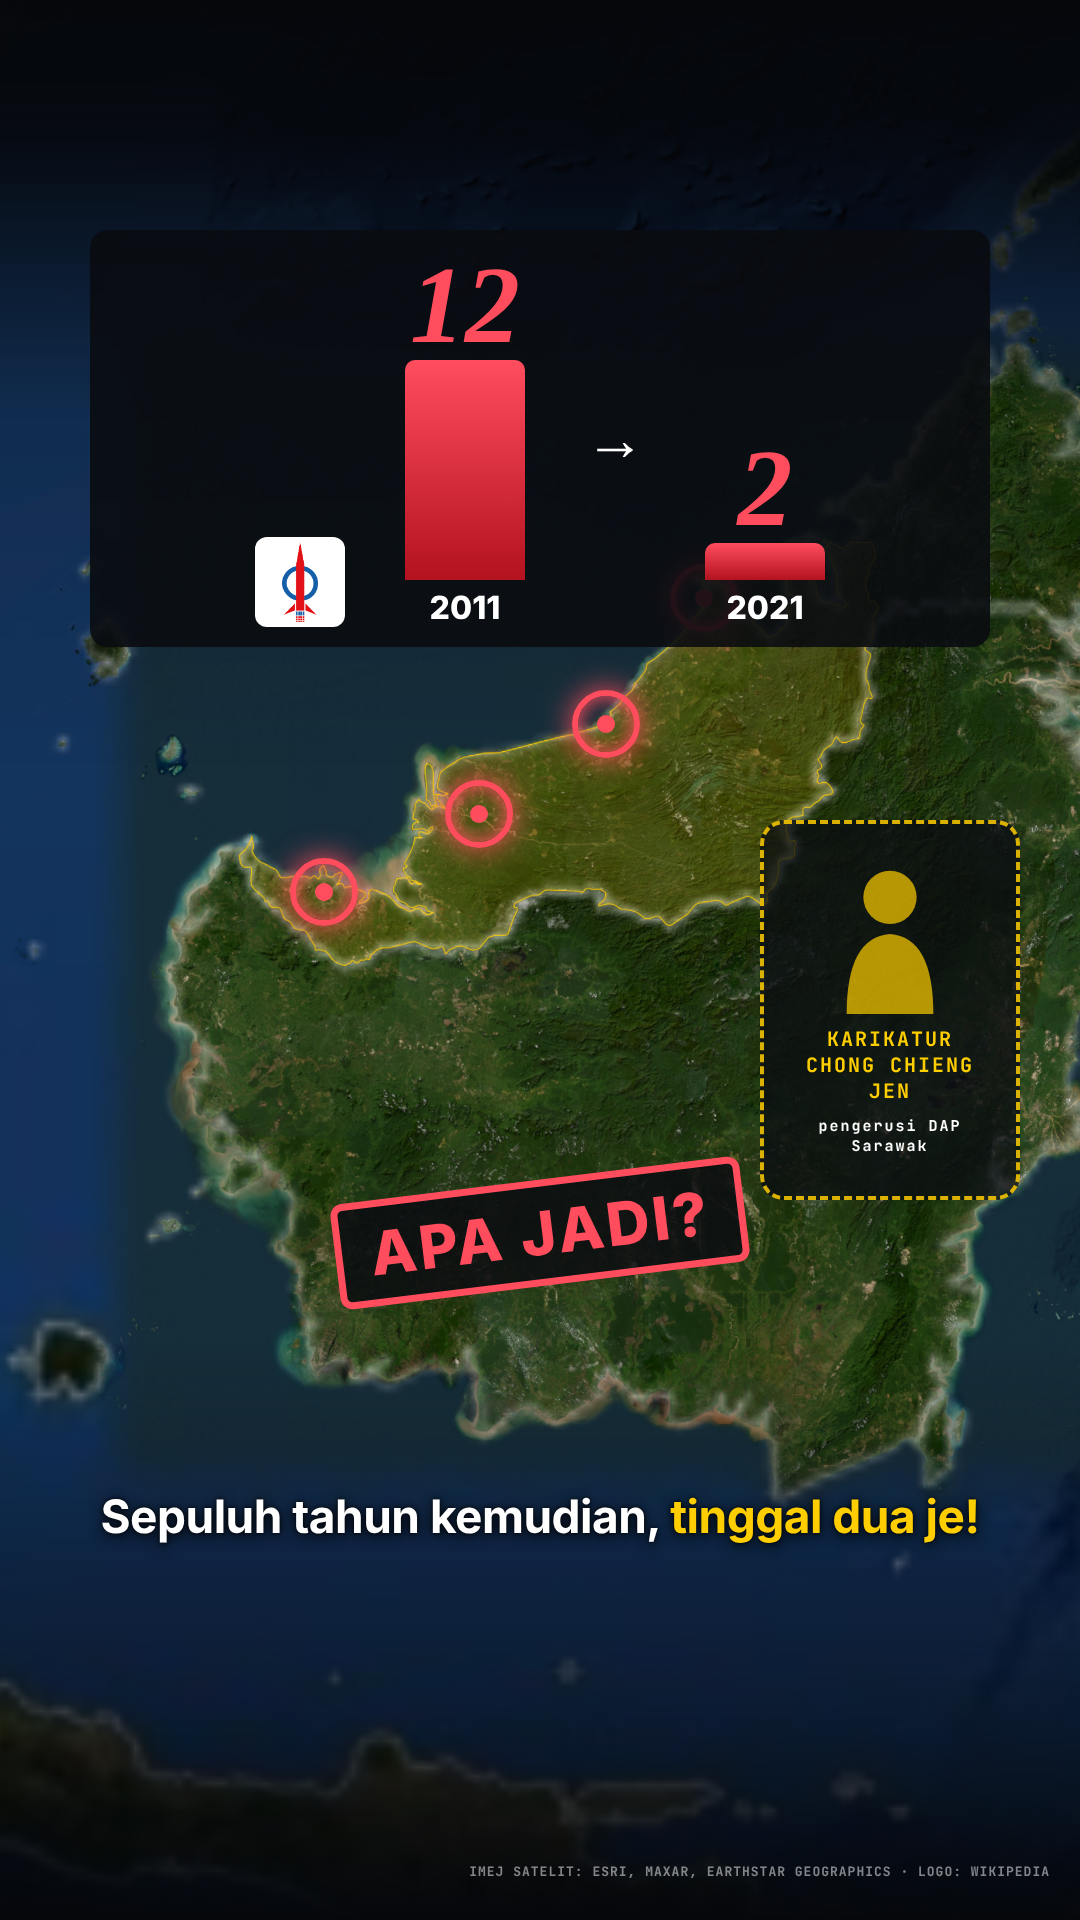 12
→
2
2011
2021
KARIKATUR
CHONG CHIENG
JEN
pengerusi DAP
Sarawak
APA JADI?
Sepuluh tahun kemudian, tinggal dua je!
IMEJ SATELIT: ESRI, MAXAR, EARTHSTAR GEOGRAPHICS · LOGO: WIKIPEDIA